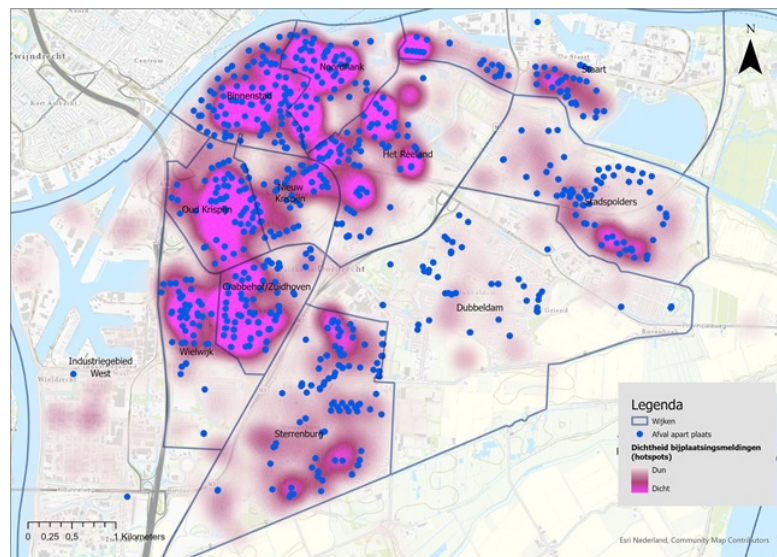 N
Zwijndrecht
Centrum
Noordflank
Staart
Binnenstad
Het Reeland
Nieuw
Krispijn
Oud Krispijn
Stadspolders
Crabbehof/Zuidhoven
Dubbeldam
Wielwijk
Industriegebied
West
Sterrenburg
Legenda
Wijken
Afval apart plaats
Dichtheid bijplaatsingsmeldingen
(hotspots)
Dun
Dicht
0 0,25 0,5 1 Kilometers
Esri Nederland, Community Map Contributors